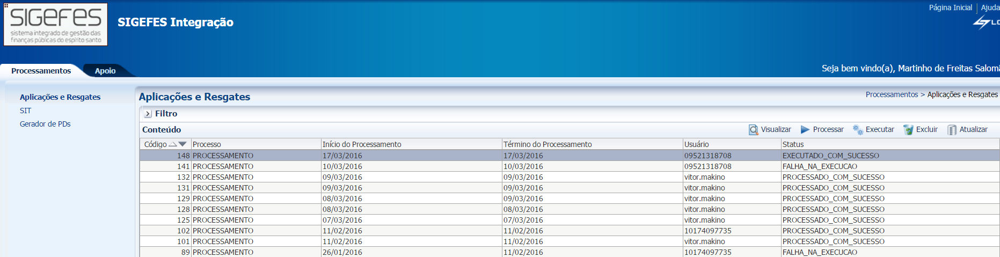 SIGEFES
sistema integrado de gestão das
finanças públicas do espírito santo
SIGEFES Integração
Página Inicial | Ajuda
Processamentos Apoio
Seja bem vindo(a), Martinho de Freitas
Aplicações e Resgates
SIT
Gerador de PDs
Aplicações e Resgates
Processamentos > Aplicações e Resgates
Filtro
Conteúdo
Visualizar Processar Executar Excluir Atualizar
Código Processo Início do Processamento Término do Processamento Usuário Status
148 PROCESSAMENTO 17/03/2016 17/03/2016 09521318708 EXECUTADO_COM_SUCESSO
141 PROCESSAMENTO 10/03/2016 10/03/2016 09521318708 FALHA_NA_EXECUCAO
132 PROCESSAMENTO 09/03/2016 09/03/2016 vitor.makino PROCESSADO_COM_SUCESSO
131 PROCESSAMENTO 09/03/2016 09/03/2016 vitor.makino PROCESSADO_COM_SUCESSO
129 PROCESSAMENTO 08/03/2016 09/03/2016 vitor.makino PROCESSADO_COM_SUCESSO
128 PROCESSAMENTO 08/03/2016 08/03/2016 vitor.makino PROCESSADO_COM_SUCESSO
125 PROCESSAMENTO 07/03/2016 07/03/2016 vitor.makino PROCESSADO_COM_SUCESSO
102 PROCESSAMENTO 11/02/2016 11/02/2016 10174097735 PROCESSADO_COM_SUCESSO
101 PROCESSAMENTO 11/02/2016 11/02/2016 vitor.makino PROCESSADO_COM_SUCESSO
89 PROCESSAMENTO 26/01/2016 11/02/2016 10174097735 FALHA_NA_EXECUCAO